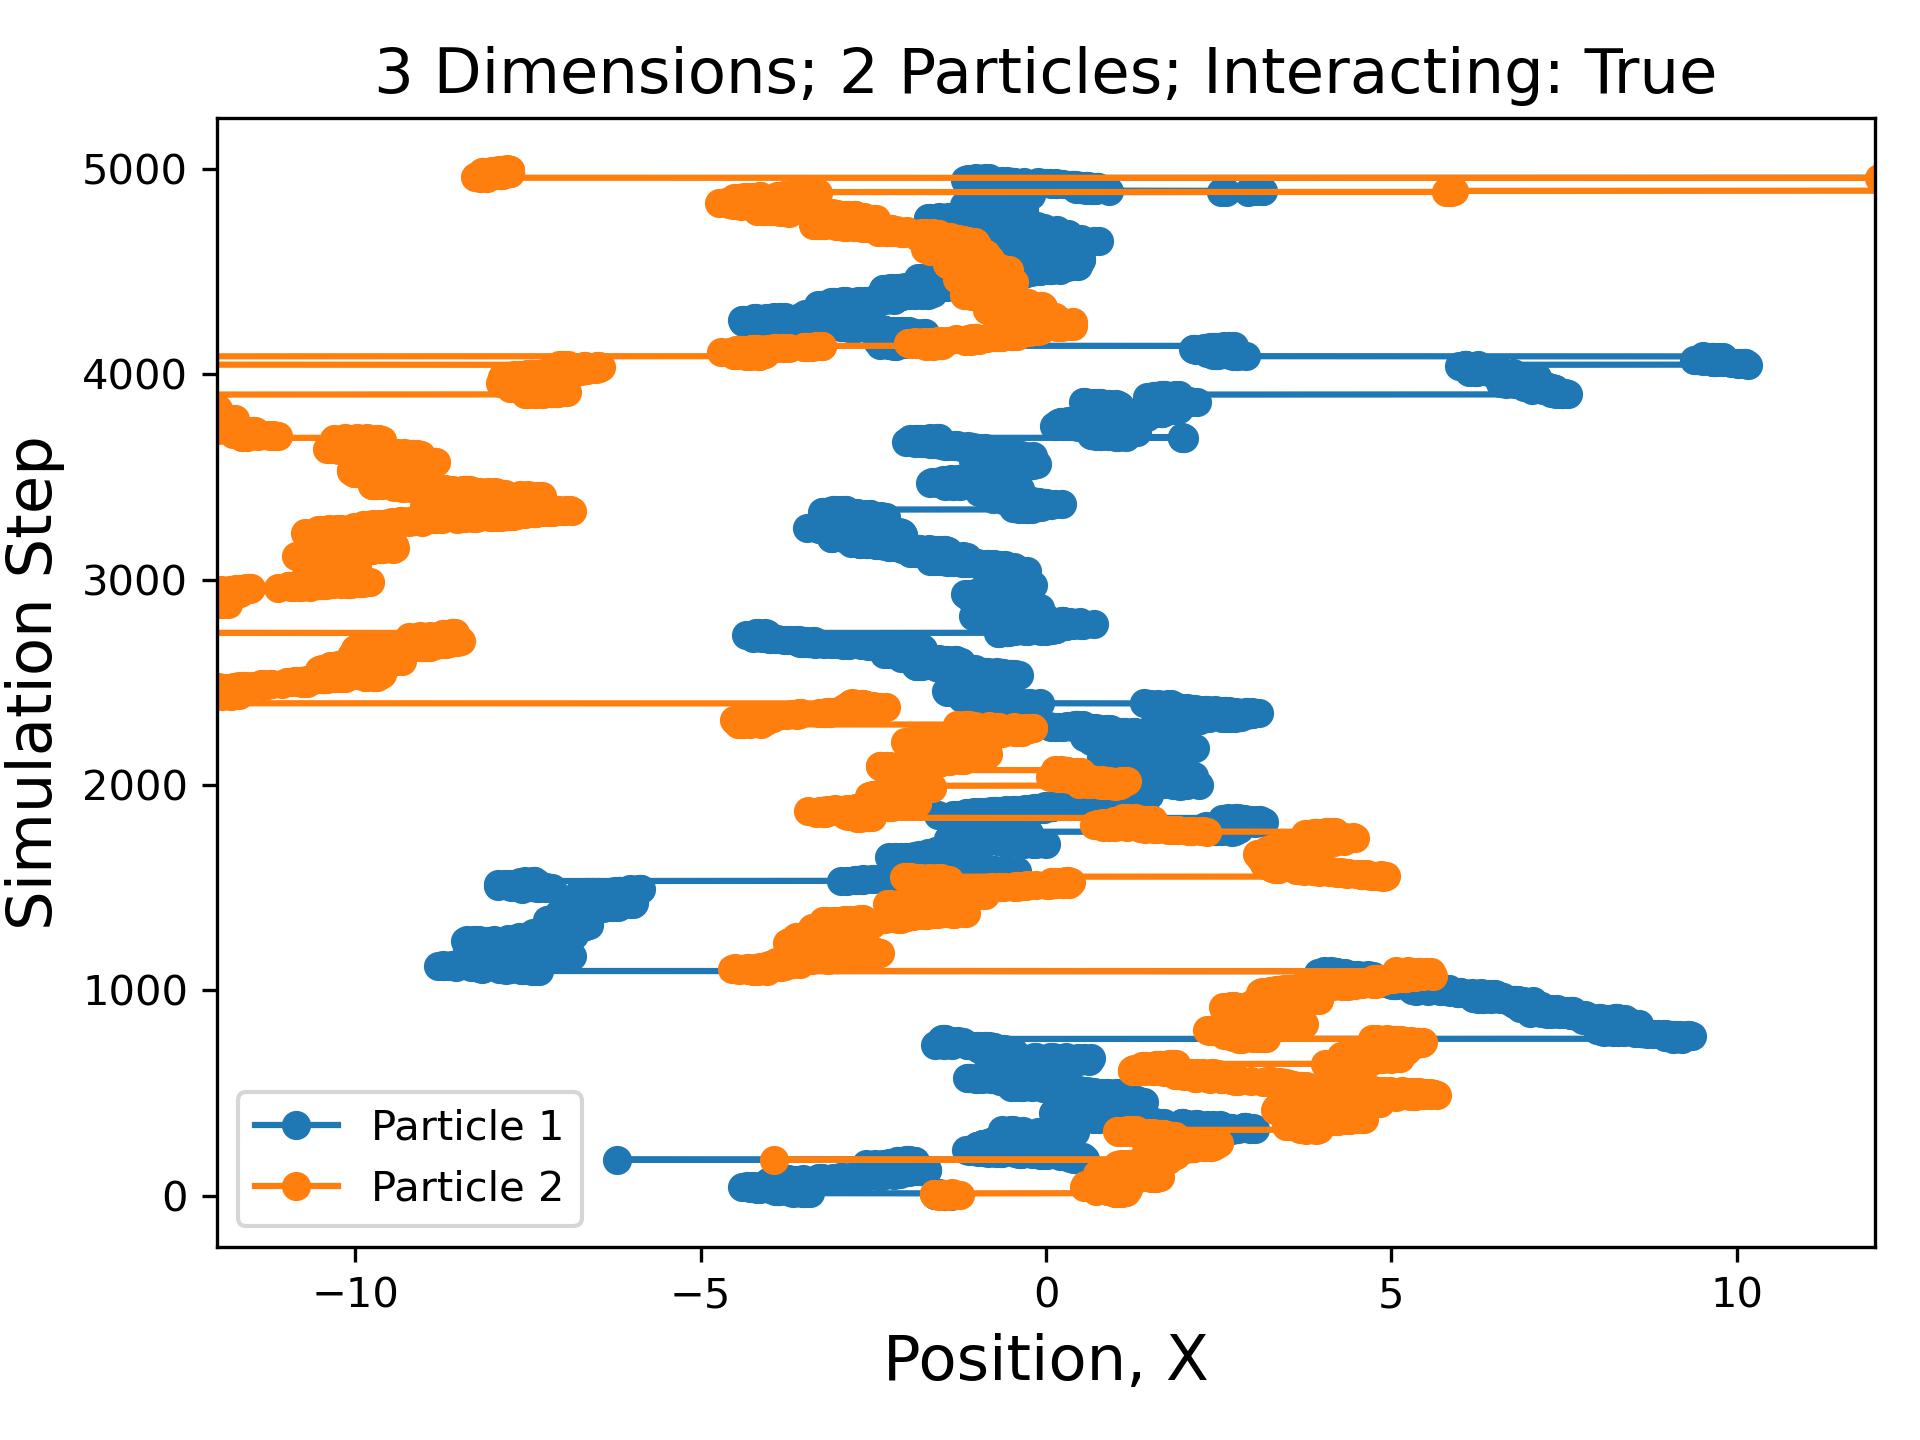 3 Dimensions; 2 Particles; Interacting: True
Simulation Step
5000
4000
3000
2000
1000
0
Particle 1
Particle 2
−10
−5
0
5
10
Position, X